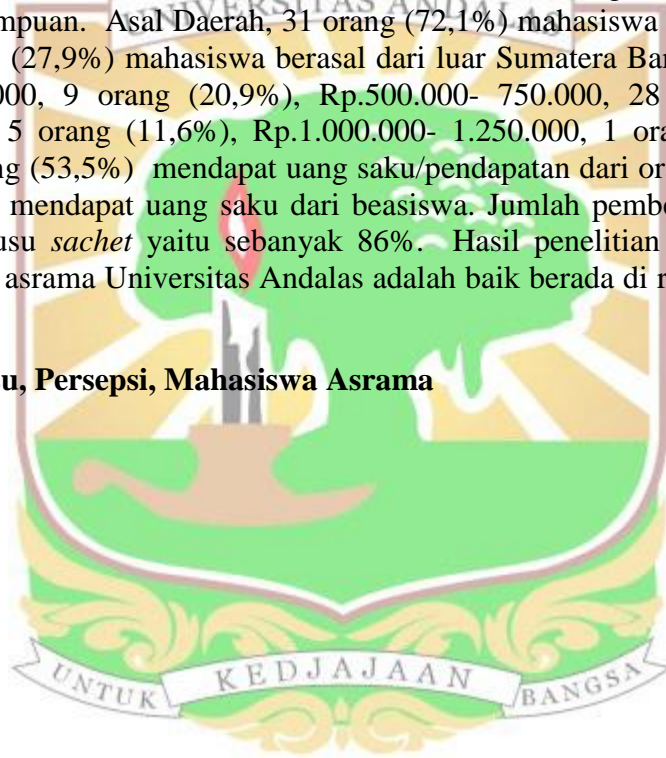 UNIVERSITAS ANDALAS
mpuan. Asal Daerah, 31 orang (72,1%) mahasiswa
(27,9%) mahasiswa berasal dari luar Sumatera Bar
000, 9 orang (20,9%), Rp.500.000- 750.000, 28
5 orang (11,6%), Rp.1.000.000- 1.250.000, 1 ora
ng (53,5%) mendapat uang saku/pendapatan dari or
mendapat uang saku dari beasiswa. Jumlah pembe
usu sachet yaitu sebanyak 86%. Hasil penelitian
asrama Universitas Andalas adalah baik berada di r
u, Persepsi, Mahasiswa Asrama
UNTUK KEDJAJAAN BANGSA